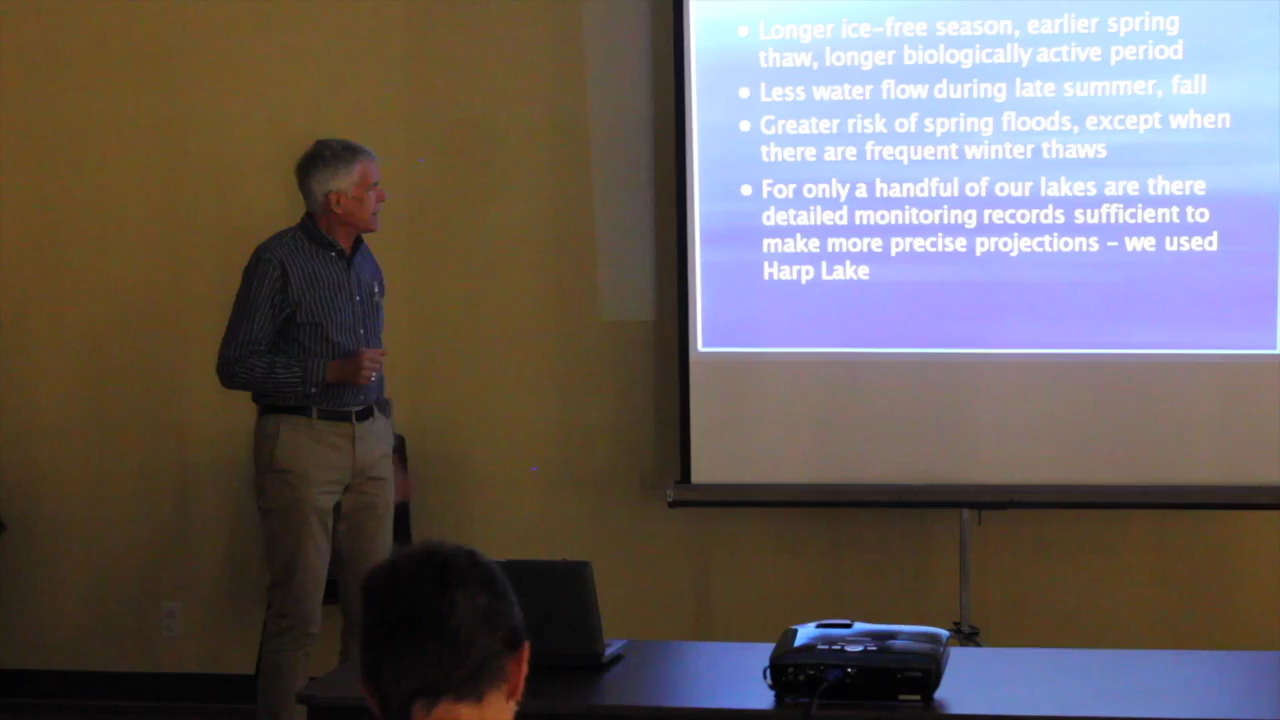 • Longer ice-free season, earlier spring
thaw, longer biologically active period
• Less water flow during late summer, fall
• Greater risk of spring floods, except when
there are frequent winter thaws
• For only a handful of our lakes are there
detailed monitoring records sufficient to
make more precise projections – we used
Harp Lake